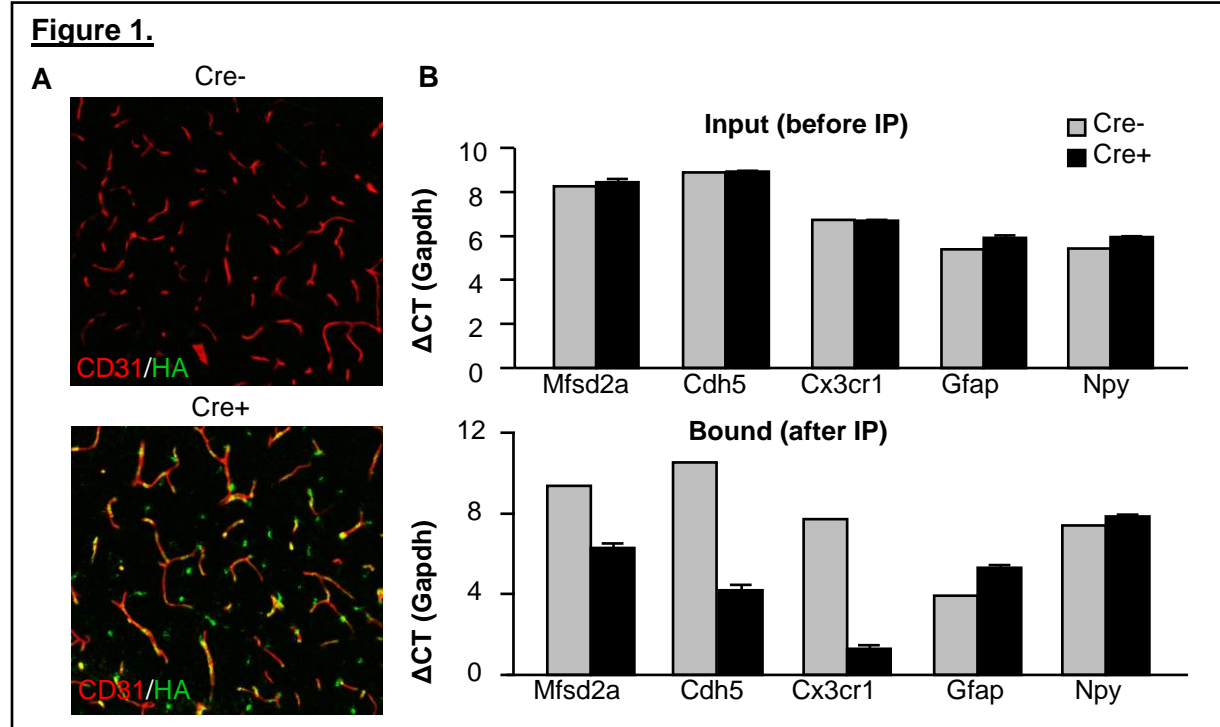 Figure 1.
A
Cre-
CD31/HA
Cre+
CD31/HA
B
Input (before IP)
Cre-
Cre+
ΔCT (Gapdh)
10
8
6
4
2
0
Mfsd2a Cdh5 Cx3cr1 Gfap Npy
Bound (after IP)
ΔCT (Gapdh)
12
8
4
0
Mfsd2a Cdh5 Cx3cr1 Gfap Npy